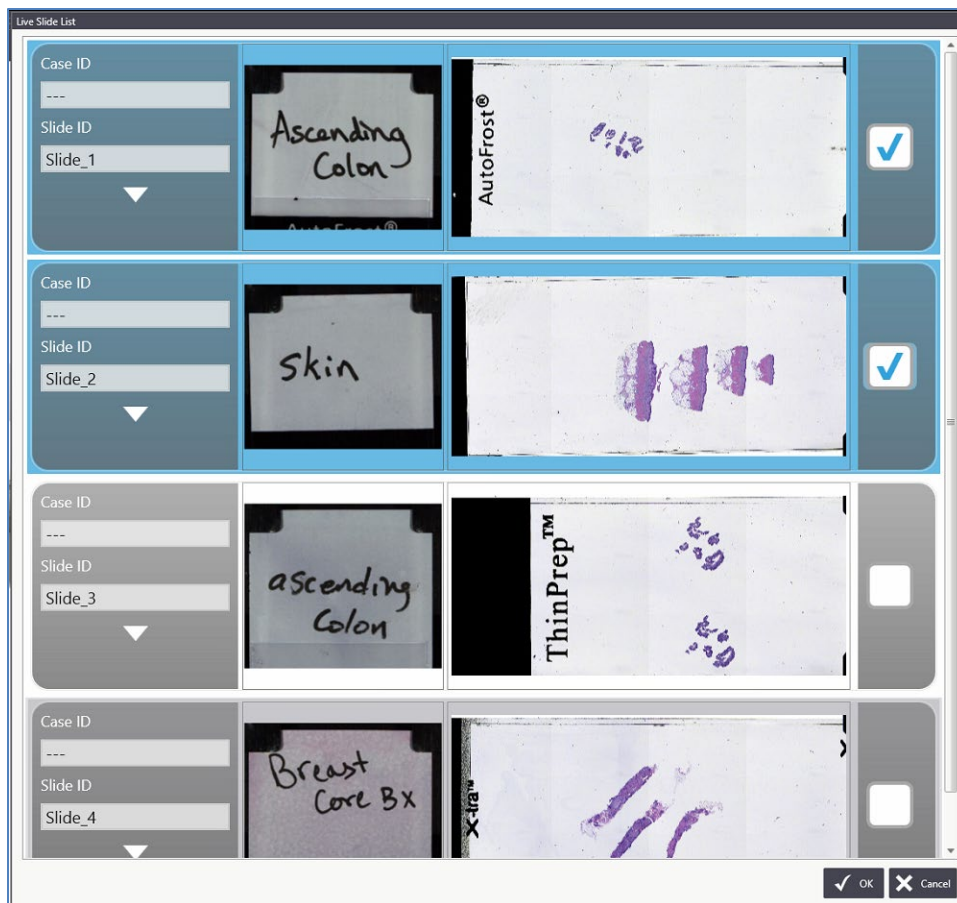 Live Slide List
Case ID
---
Slide ID
Slide_1
Ascending
Colon
AutoFrost®
AutoFrost®
Case ID
---
Slide ID
Slide_2
skin
Case ID
---
Slide ID
Slide_3
ascending
Colon
ThinPrep™
Case ID
---
Slide ID
Slide_4
Breast
Core Bx
X-tra™
OK
Cancel